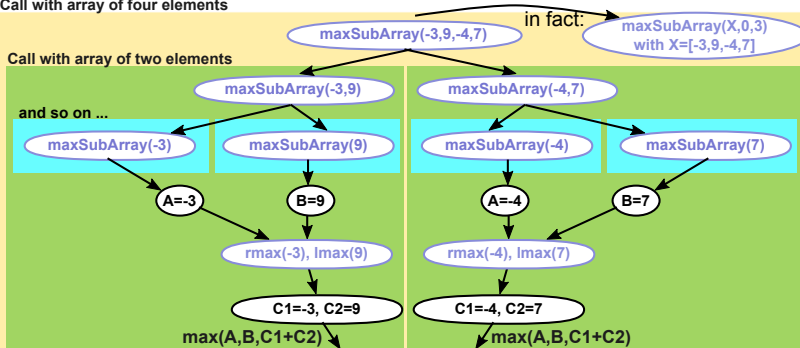 Call with array of four elements
maxSubArray(-3,9,-4,7)
in fact:
maxSubArray(X,0,3)
with X=[-3,9,-4,7]
Call with array of two elements
maxSubArray(-3,9)
maxSubArray(-4,7)
and so on ...
maxSubArray(-3)
maxSubArray(9)
maxSubArray(-4)
maxSubArray(7)
A=-3
B=9
A=-4
B=7
rmax(-3), lmax(9)
rmax(-4), lmax(7)
C1=-3, C2=9
C1=-4, C2=7
max(A,B,C1+C2)
max(A,B,C1+C2)